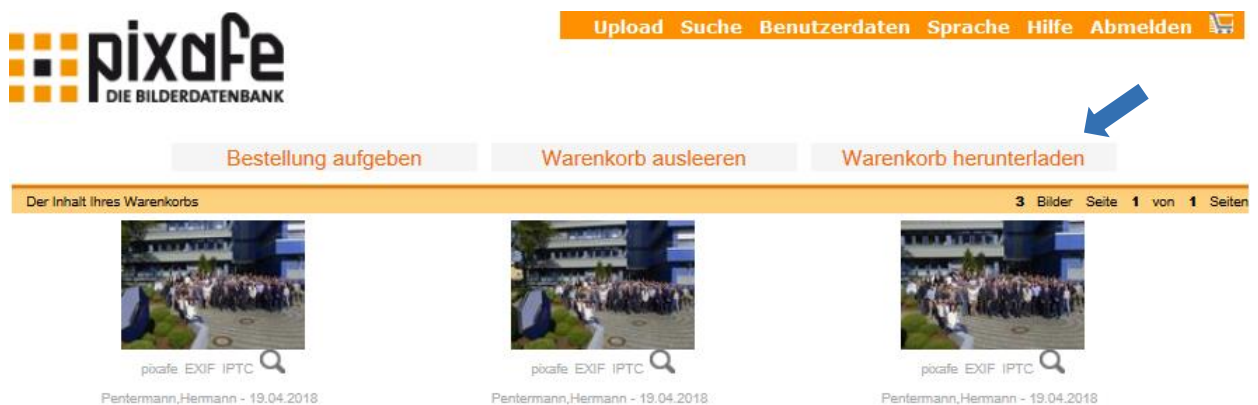 Upload Suche Benutzerdaten Sprache Hilfe Abmelden
pixafe
DIE BILDERDATENBANK
Bestellung aufgeben Warenkorb ausleeren Warenkorb herunterladen
Der Inhalt Ihres Warenkorbs 3 Bilder Seite 1 von 1 Seiten
pixafe EXIF IPTC pixafe EXIF IPTC pixafe EXIF IPTC
Pentermann,Hermann - 19.04.2018 Pentermann,Hermann - 19.04.2018 Pentermann,Hermann - 19.04.2018